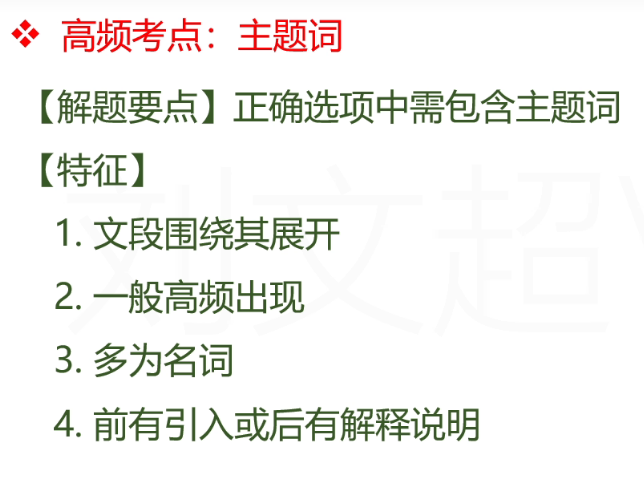 ❖ 高频考点：主题词
【解题要点】正确选项中需包含主题词
【特征】
1. 文段围绕其展开
2. 一般高频出现
3. 多为名词
4. 前有引入或后有解释说明
刘文超